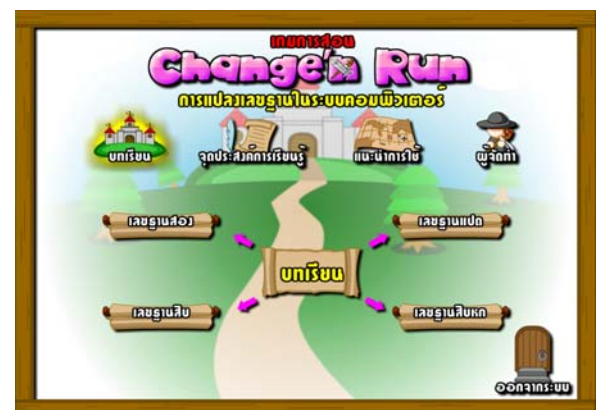 เกมการสอน
Change'n Run
การแปลงเลขฐานในระบบคอมพิวเตอร์
บทเรียน จุดประสงค์การเรียนรู้ แนะนำการใช้ ผู้จัดทำ
เลขฐานสอง เลขฐานแปด
บทเรียน
เลขฐานสิบ เลขฐานสิบหก
ออกจากระบบ